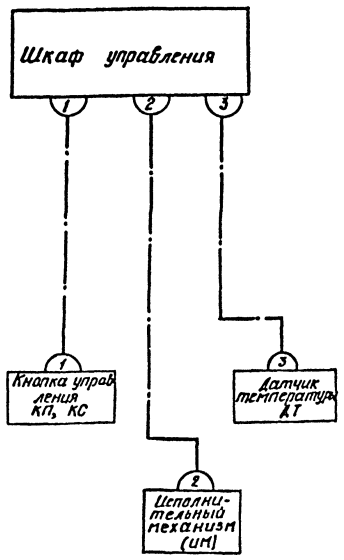 Шкаф управления
1 2 3
1
Кнопка управ-
ления
КП, КС
3
Датчик
температуры
ДТ
2
Исполни-
тельный
механизм
(ИМ)